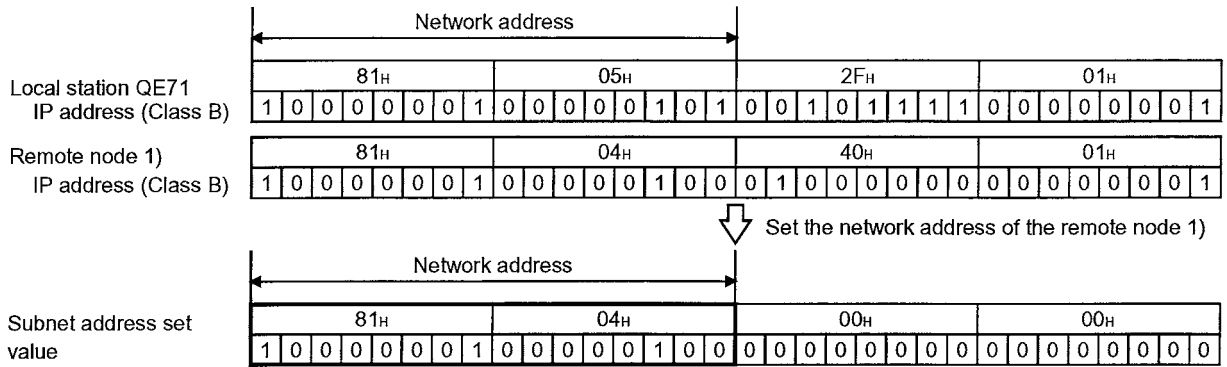 Network address
81H 05H 2FH 01H
Local station QE71
IP address (Class B) 1 0 0 0 0 0 0 1 0 0 0 0 0 1 0 1 0 0 1 0 1 1 1 1 0 0 0 0 0 0 0 1
Remote node 1) 81H 04H 40H 01H
IP address (Class B) 1 0 0 0 0 0 0 1 0 0 0 0 0 1 0 0 0 1 0 0 0 0 0 0 0 0 0 0 0 0 0 1
Set the network address of the remote node 1)
Network address
Subnet address set 81H 04H 00H 00H
value 1 0 0 0 0 0 0 1 0 0 0 0 0 1 0 0 0 0 0 0 0 0 0 0 0 0 0 0 0 0 0 0